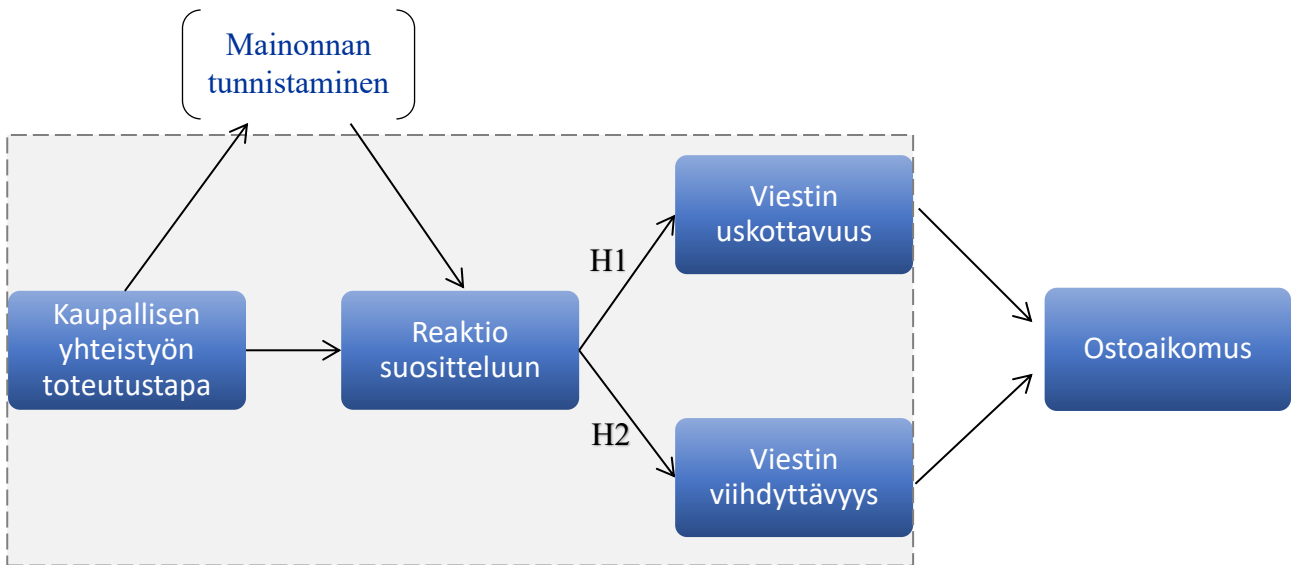 Mainonnan
tunnistaminen
Kaupallisen
yhteistyön
toteutustapa
Reaktio
suositteluun
H1
H2
Viestin
uskottavuus
Viestin
viihdyttävyys
Ostoaikomus